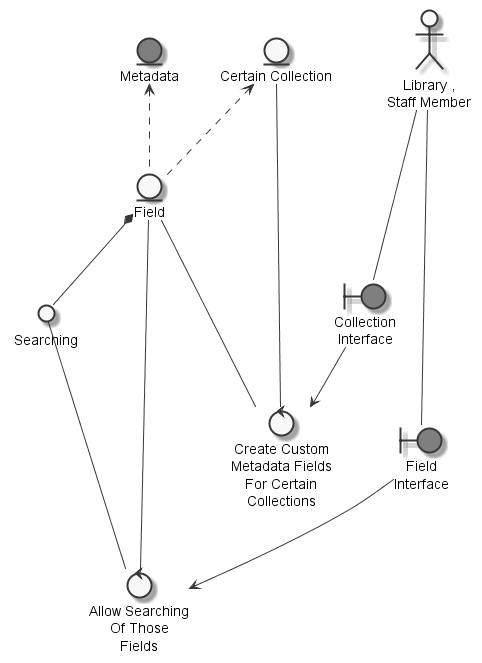 Metadata
Certain Collection
Library ,
Staff Member
Field
Searching
Collection
Interface
Create Custom
Metadata Fields
For Certain
Collections
Field
Interface
Allow Searching
Of Those
Fields